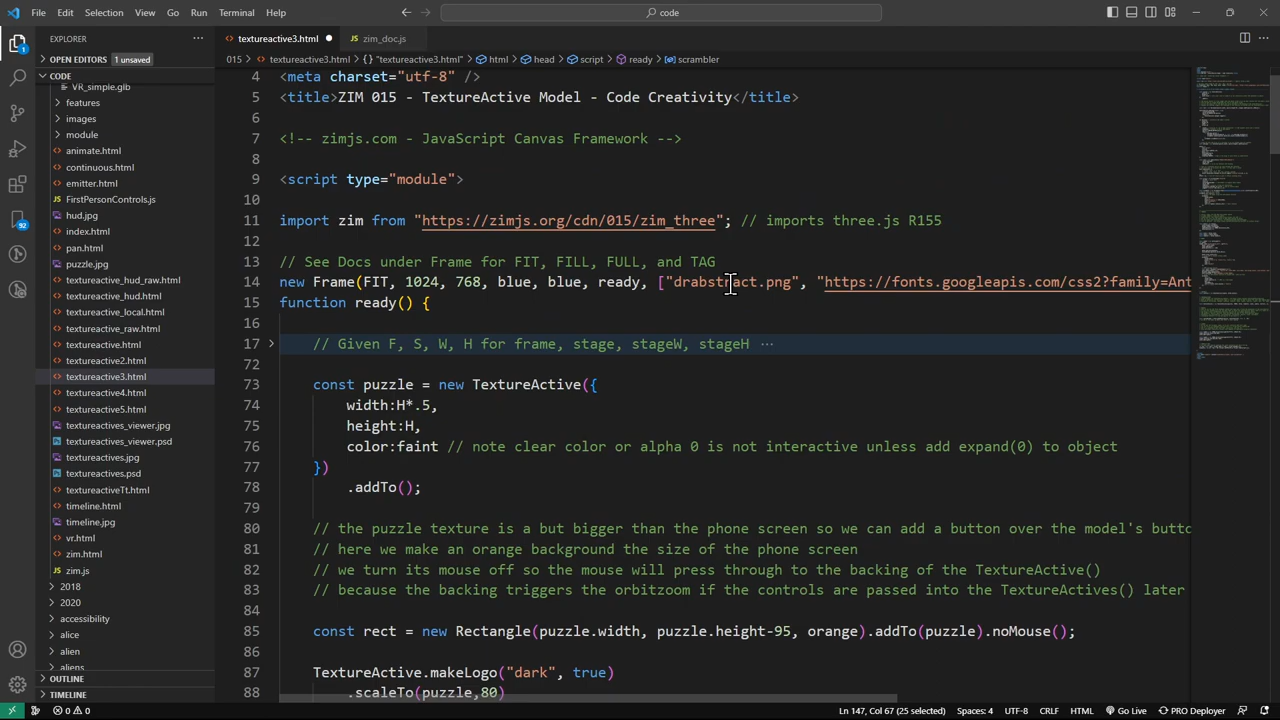 File Edit Selection View Go Run Terminal Help
code
EXPLORER
textureactive3.html
zim_doc.js
OPEN EDITORS 1 unsaved
015 textureactive3.html "textureactive3.html" html head script ready scrambler
CODE
VR_simple.glb
features
images
module
animate.html
continuous.html
emitter.html
FirstPersonControls.js
hud.jpg
index.html
pan.html
puzzle.jpg
texture_hud_raw.html
texture_hud.html
texture_local.html
texture_raw.html
texture.html
textureactive2.html
textureactive3.html
textureactive4.html
textureactive5.html
textureactives_viewer.jpg
textureactives_viewer.psd
textureactives.jpg
textureactives.psd
textureactiveTt.html
timeline.html
timeline.jpg
vr.html
zim.html
zim.js
2018
2020
accessibility
alice
alien
aliens
OUTLINE
TIMELINE
1
92
4 <meta charset="utf-8" />
5 <title>ZIM 015 - TextureActive Model - Code Creativity</title>
6
7 <!-- zimjs.com - JavaScript Canvas Framework -->
8
9 <script type="module">
10
11 import zim from "https://zimjs.org/cdn/015/zim_three"; // imports three.js R155
12
13 // See Docs under Frame for FIT, FILL, FULL, and TAG
14 new Frame(FIT, 1024, 768, blue, blue, ready, ["drabstract.png", "https://fonts.googleapis.com/css2?family=Ant
15 function ready() {
16
17 // Given F, S, W, H for frame, stage, stageW, stageH ···
72
73 const puzzle = new TextureActive({
74 width:H*.5,
75 height:H,
76 color:faint // note clear color or alpha 0 is not interactive unless add expand(0) to object
77 })
78 .addTo();
79
80 // the puzzle texture is a but bigger than the phone screen so we can add a button over the model's butto
81 // here we make an orange background the size of the phone screen
82 // we turn its mouse off so the mouse will press through to the backing of the TextureActive()
83 // because the backing triggers the orbitzoom if the controls are passed into the TextureActives() later
84
85 const rect = new Rectangle(puzzle.width, puzzle.height-95, orange).addTo(puzzle).noMouse();
86
87 TextureActive.makeLogo("dark", true)
88 .scaleTo(puzzle,80)
0 0 Ln 147, Col 67 (25 selected) Spaces: 4 UTF-8 CRLF HTML Go Live PRO Deployer